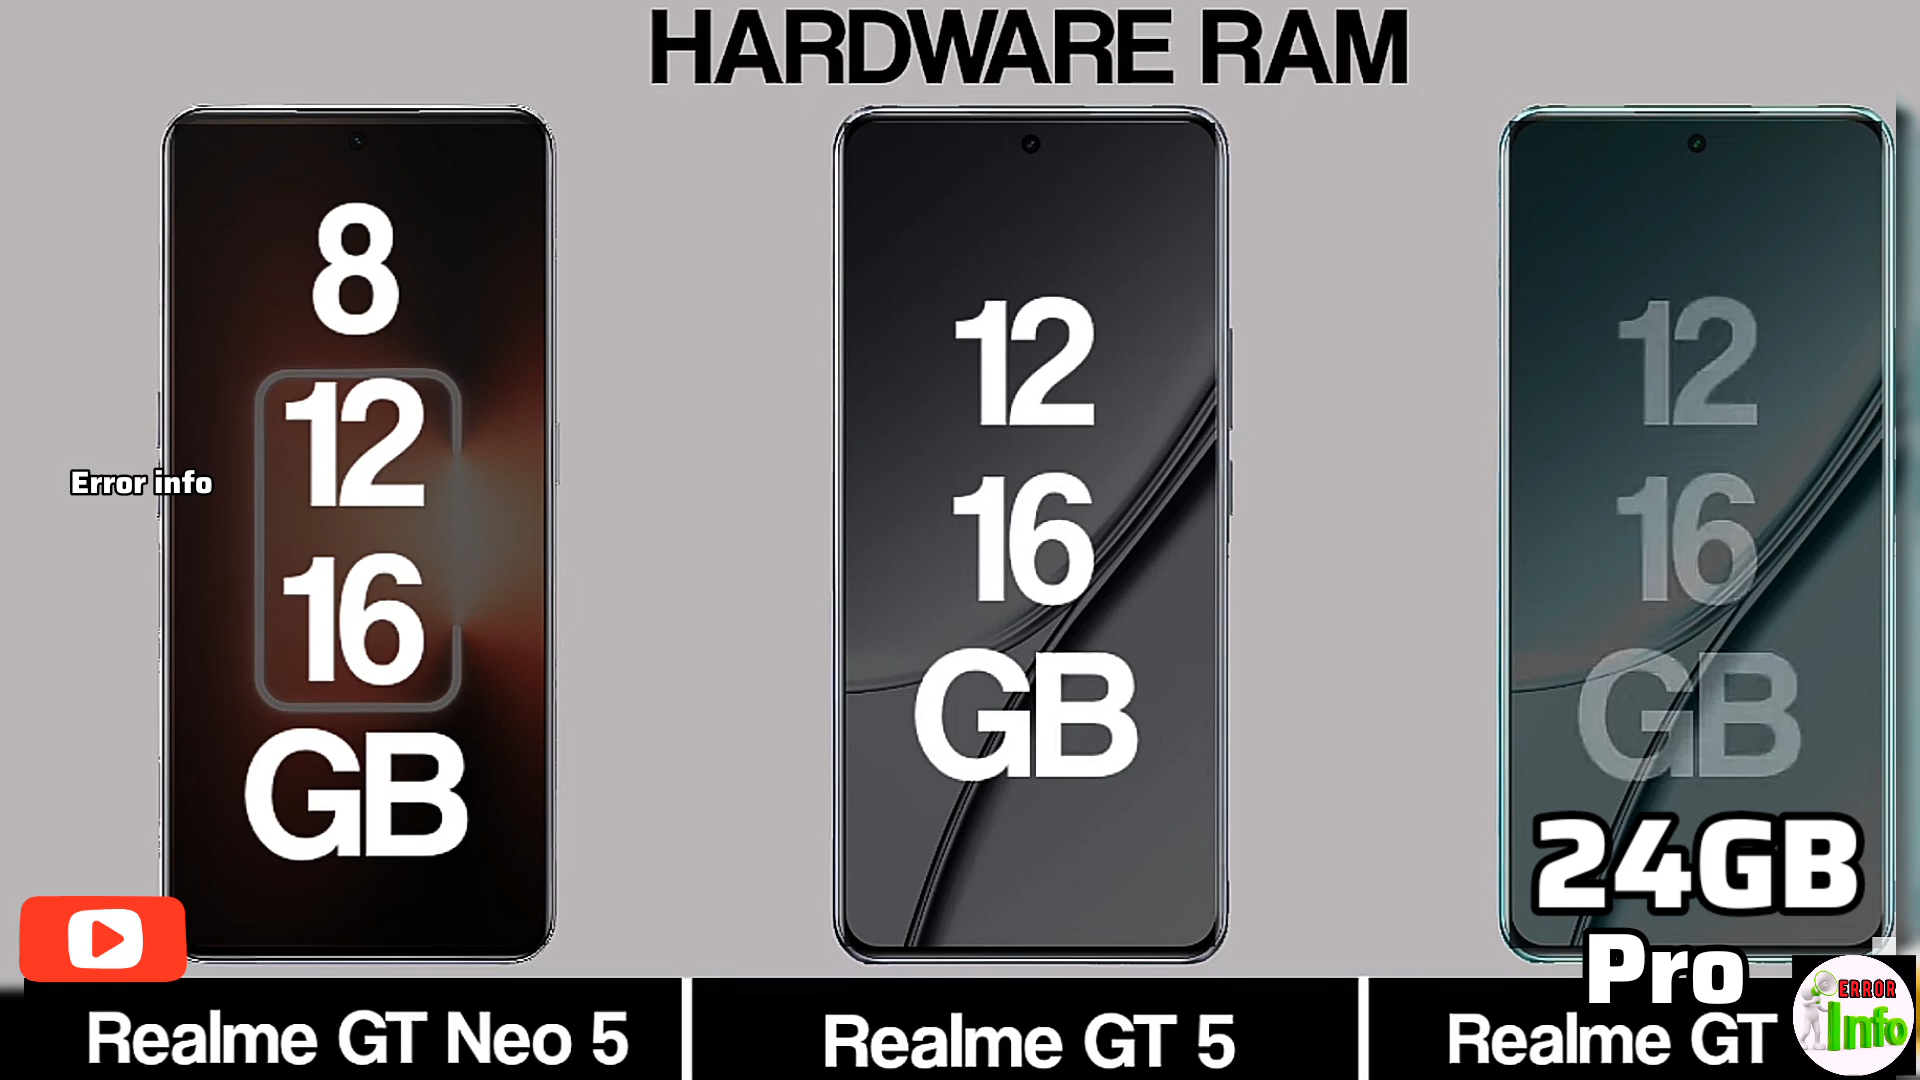 HARDWARE RAM
8
12
16
GB
12
16
GB
12
16
GB
24GB
Pro
Error info
Realme GT Neo 5
Realme GT 5
Realme GT
ERROR
Info